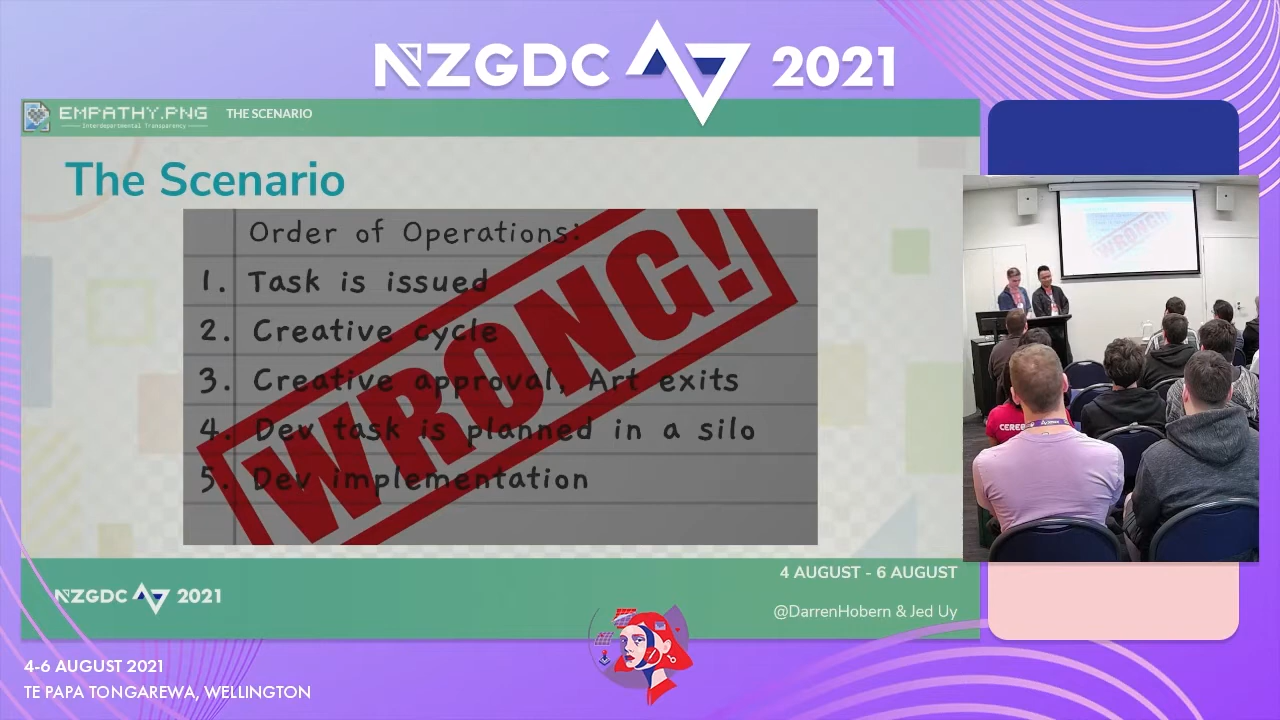 NZGDC 2021
EMPATHY.PNG
Interdepartmental Transparency
THE SCENARIO
The Scenario
Order of Operations:
1. Task is issued
2. Creative cycle
3. Creative approval, Art exits
4. Dev task is planned in a silo
5. Dev implementation
WRONG!
WRONG!
CEREB
NZGDC 2021
4 AUGUST - 6 AUGUST
@DarrenHobern & Jed Uy
4-6 AUGUST 2021
TE PAPA TONGAREWA, WELLINGTON